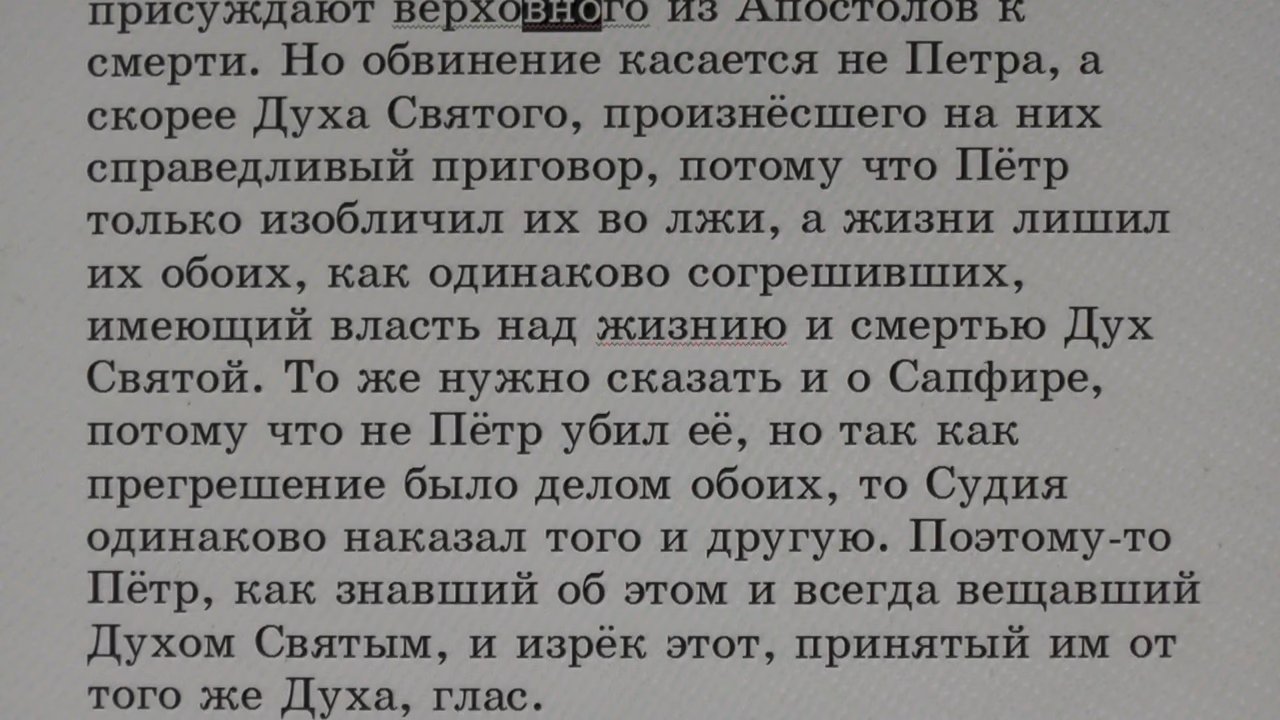 присуждают верховного из Апостолов к
смерти. Но обвинение касается не Петра, а
скорее Духа Святого, произнёсшего на них
справедливый приговор, потому что Пётр
только изобличил их во лжи, а жизни лишил
их обоих, как одинаково согрешивших,
имеющий власть над жизнию и смертью Дух
Святой. То же нужно сказать и о Сапфире,
потому что не Пётр убил её, но так как
прегрешение было делом обоих, то Судия
одинаково наказал того и другую. Поэтому-то
Пётр, как знавший об этом и всегда вещавший
Духом Святым, и изрёк этот, принятый им от
того же Духа, глас.